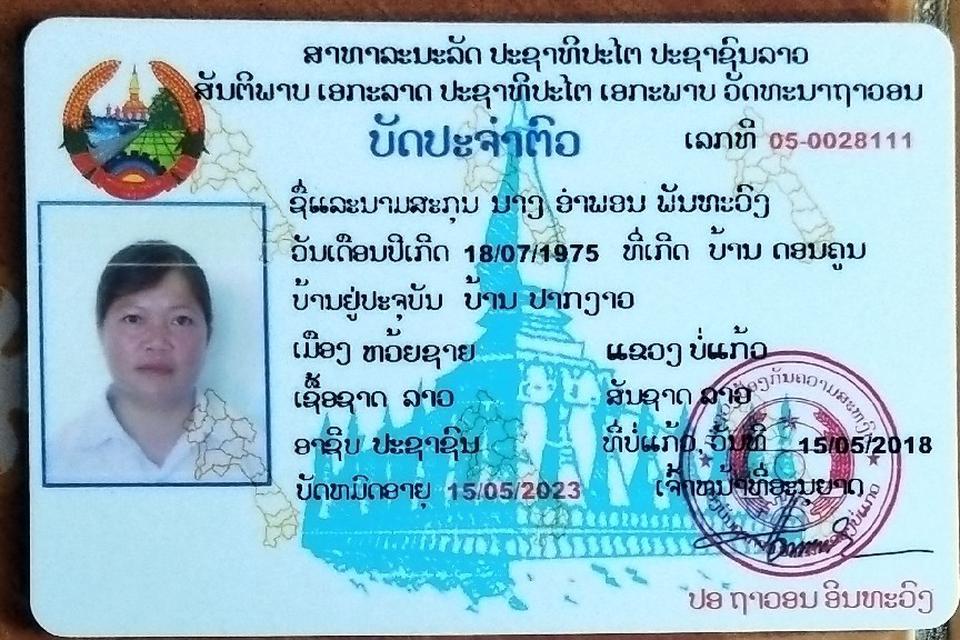 ສາທາລະນະລັດ ປະຊາທິປະໄຕ ປະຊາຊົນລາວ
ສັນຕິພາບ ເອກະລາດ ປະຊາທິປະໄຕ ເອກະພາບ ວັດທະນາຖາວອນ
ບັດປະຈຳຕົວ ເລກທີ 05-0028111
ຊື່ແລະນາມສະກຸນ ນາງ ອຳພອນ ພັນທະວົງ
ວັນເດືອນປີເກີດ 18/07/1975 ທີ່ເກີດ ບ້ານ ດອນຄູນ
ບ້ານຢູ່ປະຈຸບັນ ບ້ານ ປາກງາວ
ເມືອງ ຫວ້ຍຊາຍ ແຂວງ ບໍ່ແກ້ວ
ເຊື້ອຊາດ ລາວ ສັນຊາດ ລາວ
ອາຊີບ ປະຊາຊົນ ທີ່ບໍ່ແກ້ວ, ວັນທີ 15/05/2018
ບັດຫມົດອາຍຸ 15/05/2023 ເຈົ້າຫນ້າທີ່ອະນຸຍາດ
ປອ ຖາວອນ ອິນທະວົງ